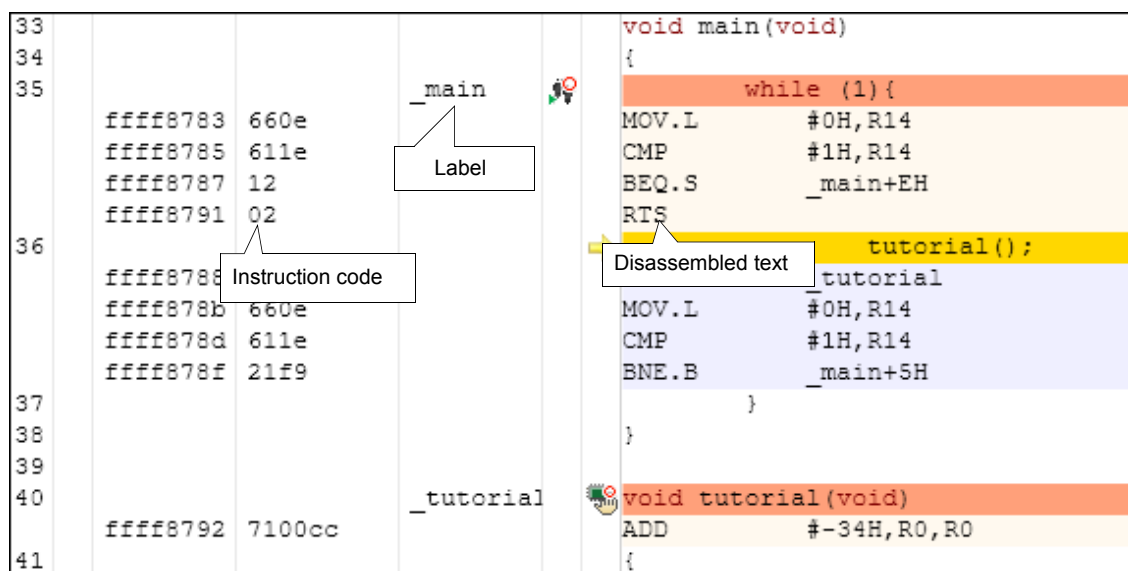 33 void main(void)
34 {
35 _main while (1){
ffff8783 660e MOV.L #0H,R14
ffff8785 611e CMP #1H,R14
Label
ffff8787 12 BEQ.S _main+EH
ffff8791 02 RTS
36 tutorial();
Instruction code
Disassembled text
ffff8788 _tutorial
ffff878b 660e MOV.L #0H,R14
ffff878d 611e CMP #1H,R14
ffff878f 21f9 BNE.B _main+5H
37 }
38 }
39
40 _tutorial void tutorial(void)
ffff8792 7100cc ADD #-34H,R0,R0
41 {